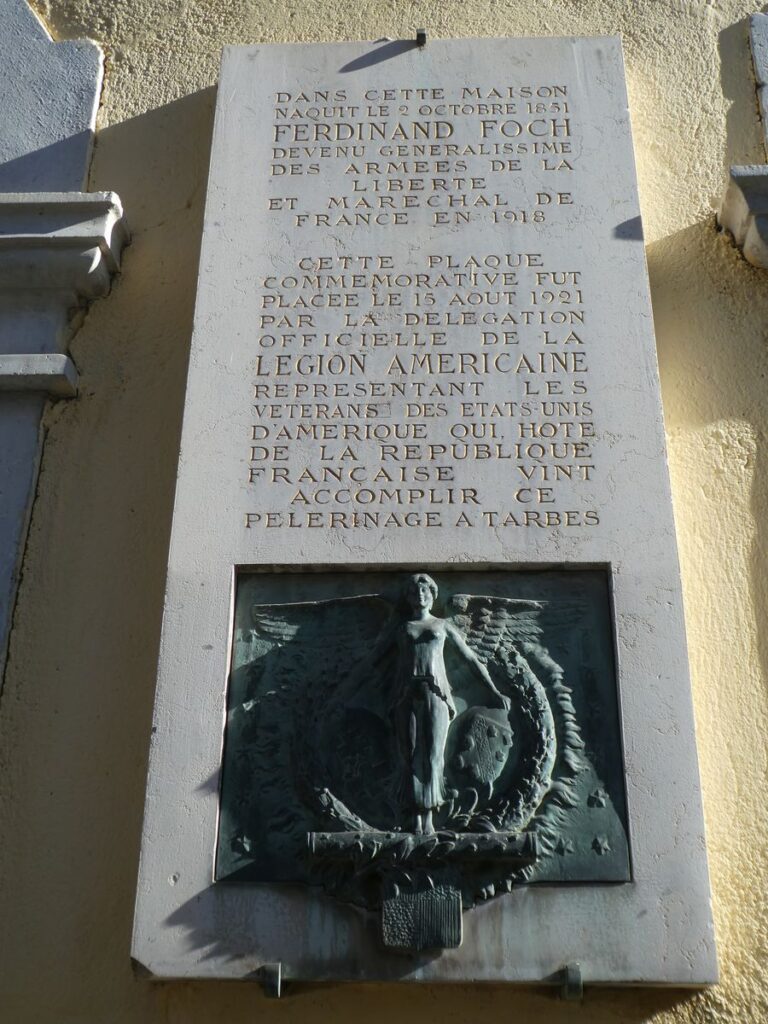 DANS CETTE MAISON
NAQUIT LE 2 OCTOBRE 1851
FERDINAND FOCH
DEVENU GENERALISSIME
DES ARMEES DE LA
LIBERTE
ET MARECHAL DE
FRANCE EN 1918
CETTE PLAQUE
COMMEMORATIVE FUT
PLACEE LE 15 AOUT 1921
PAR LA DELEGATION
OFFICIELLE DE LA
LEGION AMERICAINE
REPRESENTANT LES
VETERANS DES ETATS-UNIS
D'AMERIQUE QUI, HOTE
DE LA REPUBLIQUE
FRANÇAISE VINT
ACCOMPLIR CE
PELERINAGE A TARBES